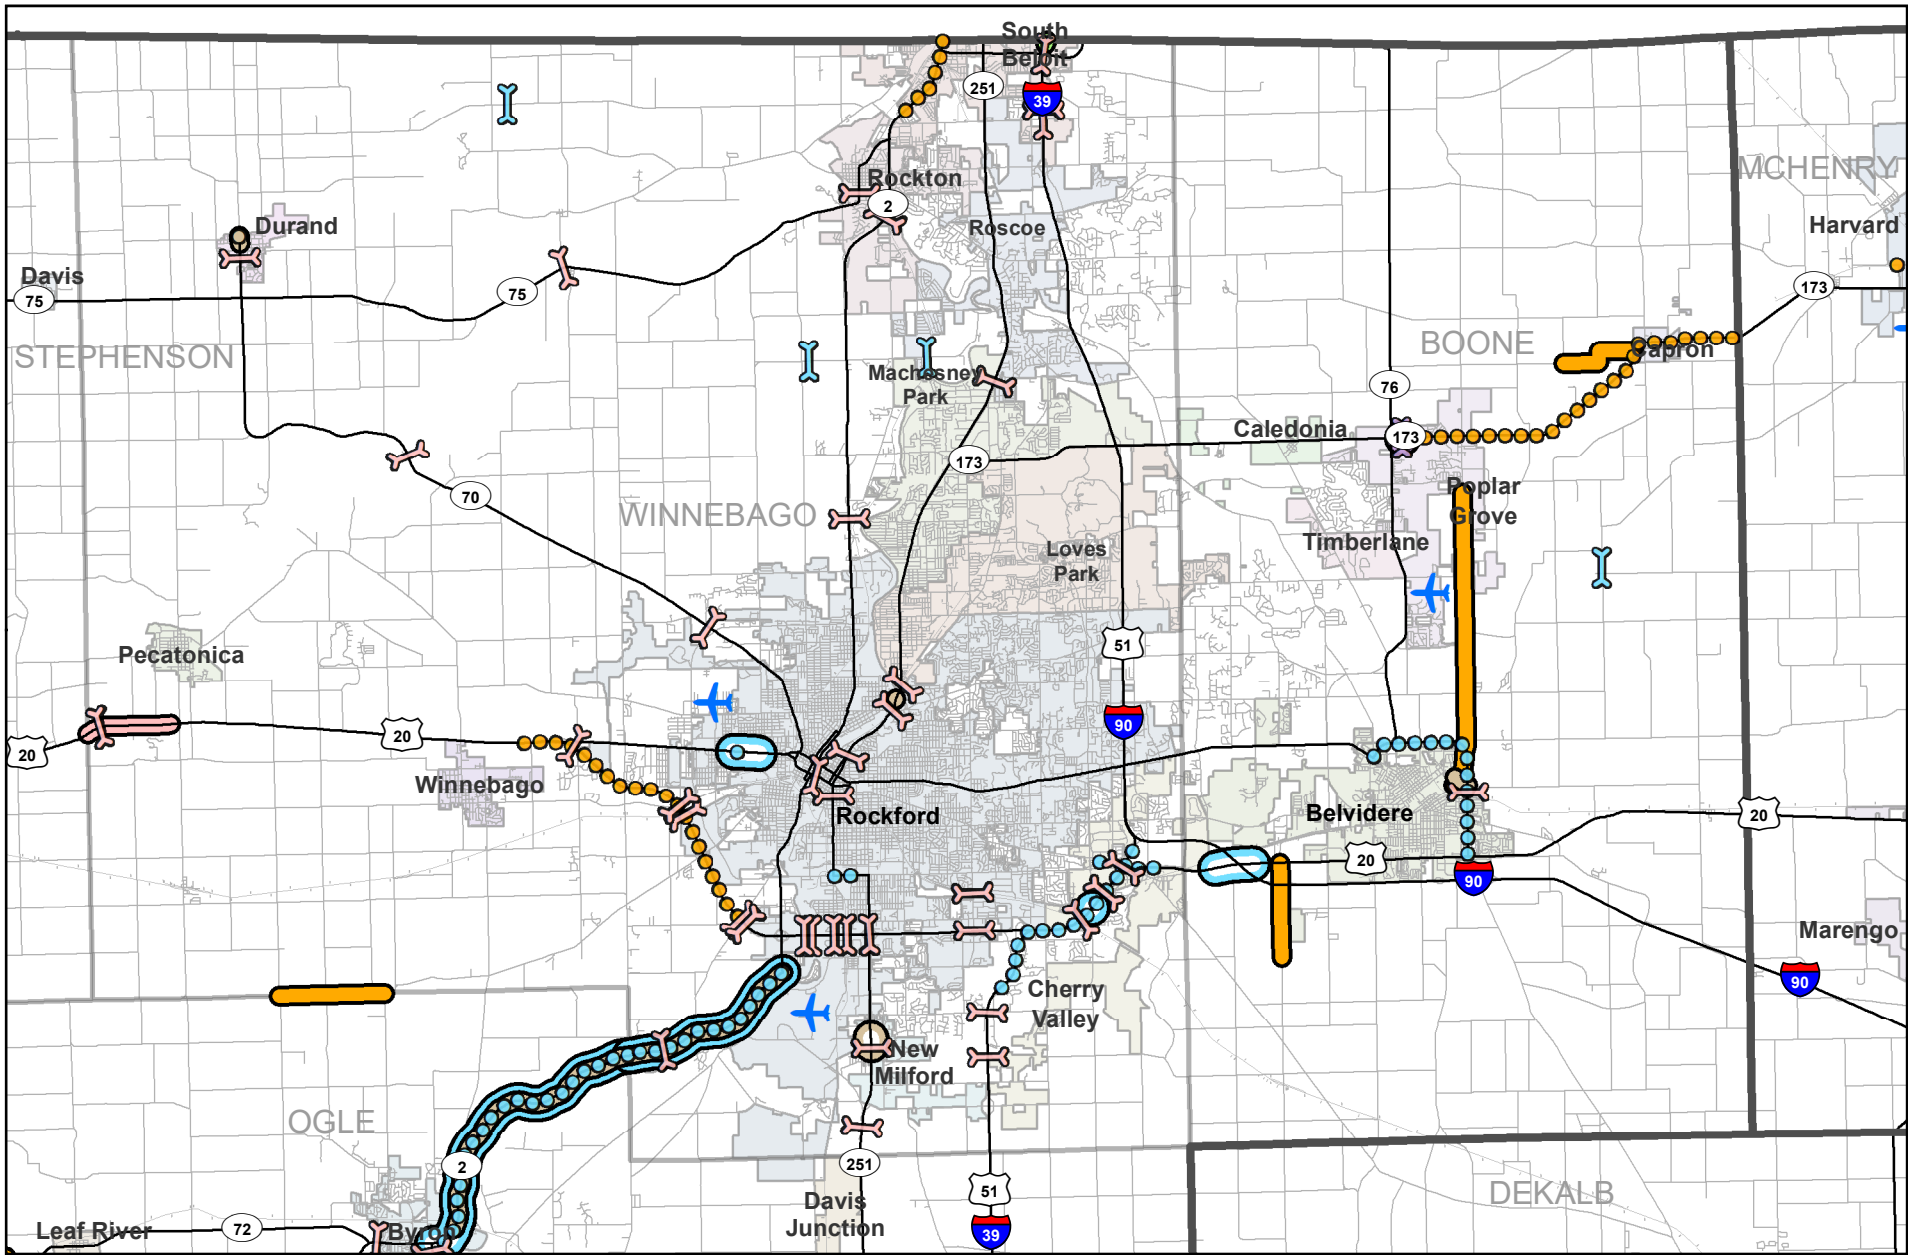 South
Beloit
251
39
MCHENRY
Rockton
2
Durand
Roscoe
Harvard
Davis
75
75
173
STEPHENSON
BOONE
Capron
Machesney
Park
76
Caledonia
173
173
70
WINNEBAGO
Poplar
Grove
Timberlane
Loves
Park
51
Pecatonica
20
20
90
Winnebago
Rockford
Belvidere
20
20
90
Marengo
90
Cherry
Valley
New
Milford
OGLE
2
251
51
DEKALB
Davis
Junction
Leaf River
72
Byron
39